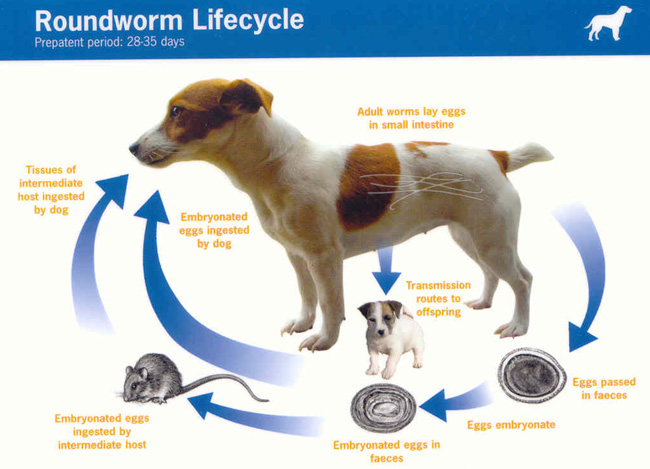 Roundworm Lifecycle
Prepatent period: 28-35 days
Adult worms lay eggs
in small intestine
Tissues of
intermediate
host ingested
by dog
Embryonated
eggs ingested
by dog
Transmission
routes to
offspring
Eggs passed
in faeces
Eggs embryonate
Embryonated eggs in
faeces
Embryonated eggs
ingested by
intermediate host